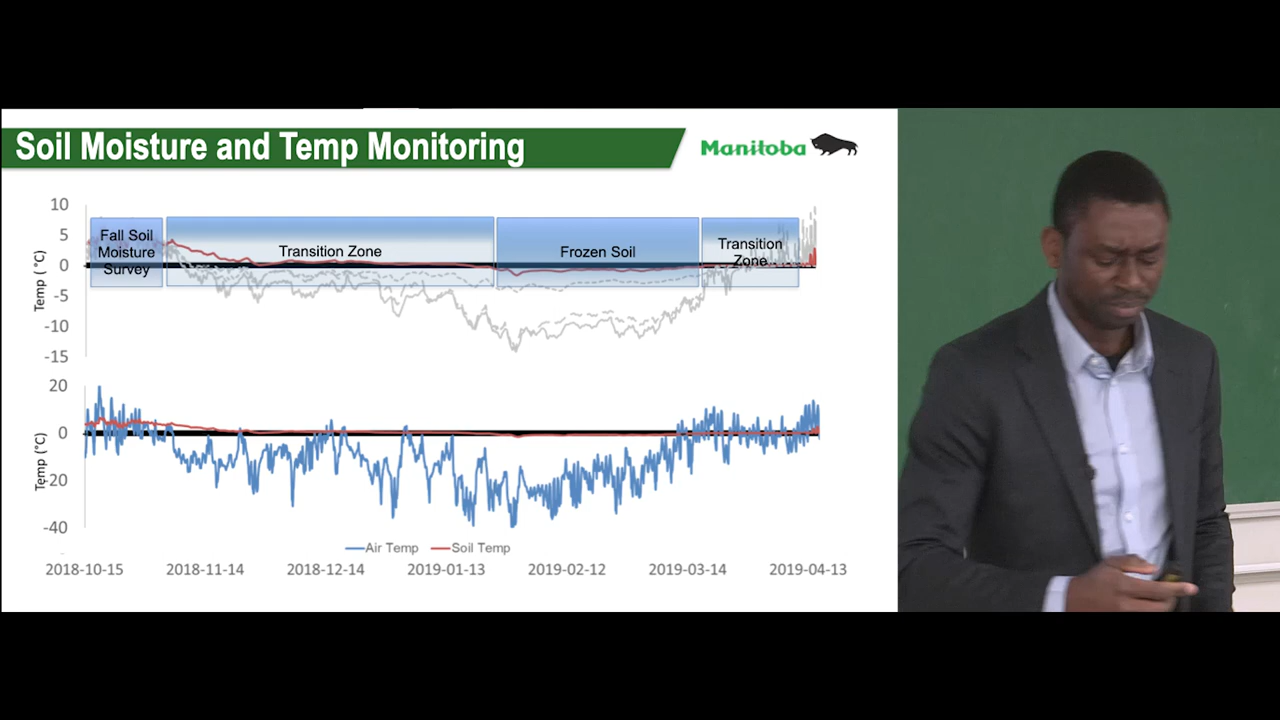 Soil Moisture and Temp Monitoring
Manitoba
10
5
0
-5
-10
-15
Temp (°C)
Fall Soil
Moisture
Survey
Transition Zone
Frozen Soil
Transition
Zone
20
0
-20
-40
Temp (°C)
Air Temp
Soil Temp
2018-10-15
2018-11-14
2018-12-14
2019-01-13
2019-02-12
2019-03-14
2019-04-13